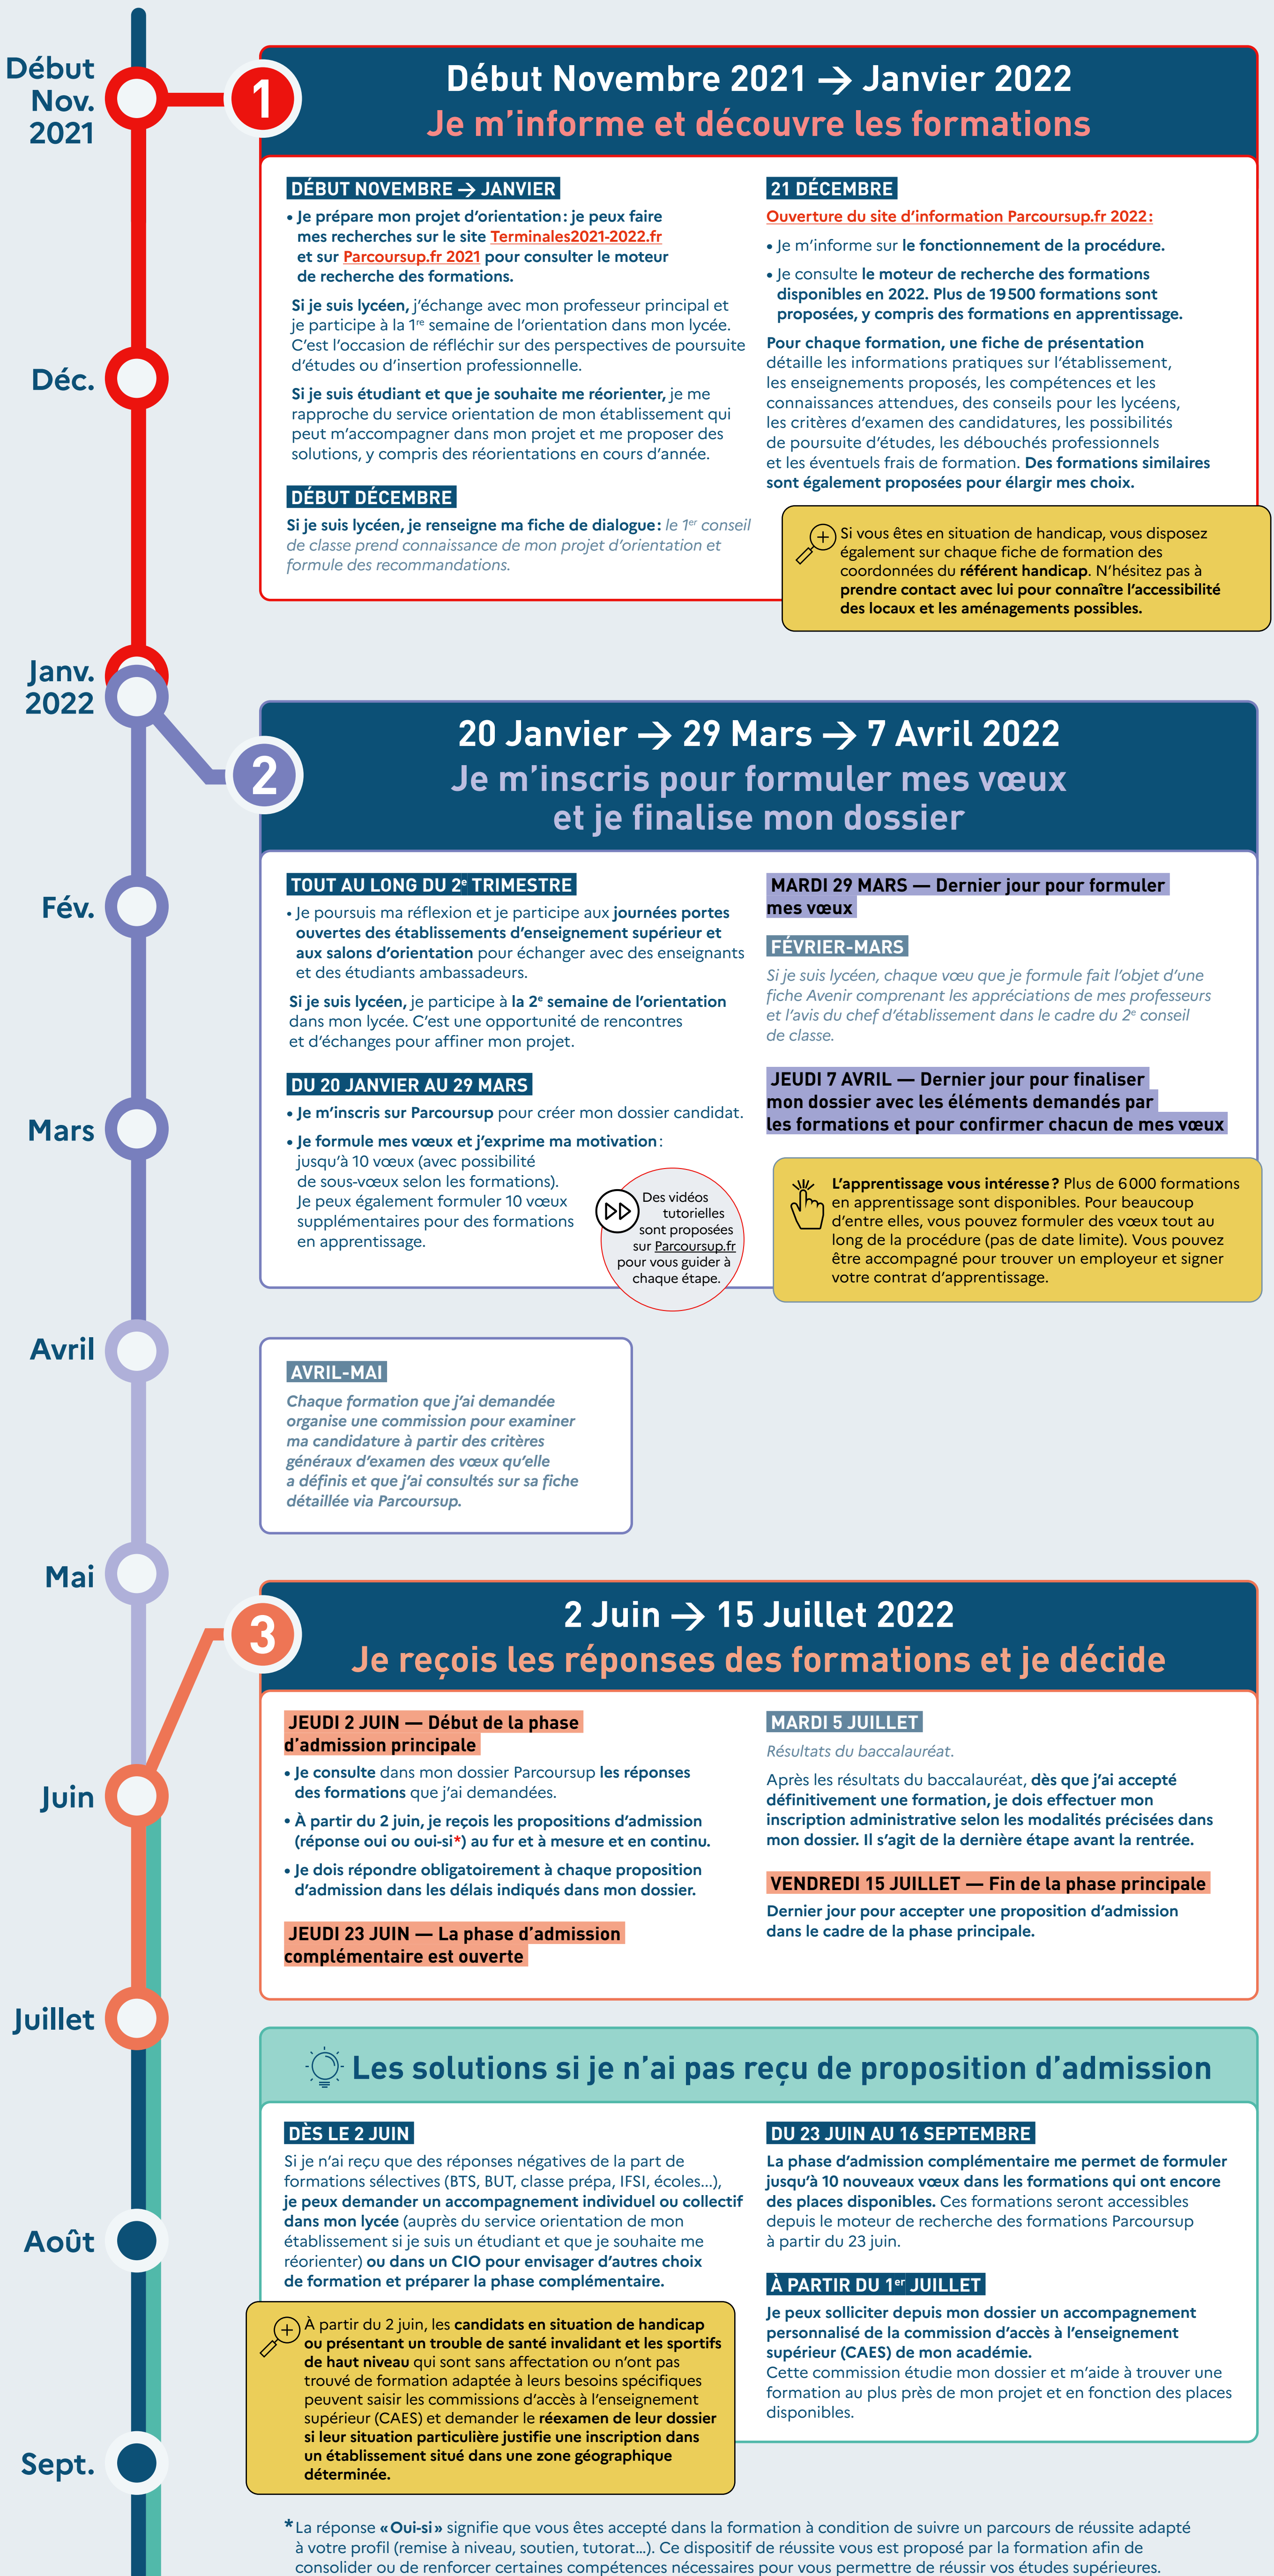 Début
Nov.
2021
1
Début Novembre 2021 → Janvier 2022
Je m’informe et découvre les formations
DÉBUT NOVEMBRE → JANVIER
• Je prépare mon projet d’orientation : je peux faire
mes recherches sur le site Terminales2021-2022.fr
et sur Parcoursup.fr 2021 pour consulter le moteur
de recherche des formations.
Si je suis lycéen, j’échange avec mon professeur principal et
je participe à la 1re semaine de l’orientation dans mon lycée.
C’est l’occasion de réfléchir sur des perspectives de poursuite
d’études ou d’insertion professionnelle.
Si je suis étudiant et que je souhaite me réorienter, je me
rapproche du service orientation de mon établissement qui
peut m’accompagner dans mon projet et me proposer des
solutions, y compris des réorientations en cours d’année.
DÉBUT DÉCEMBRE
Si je suis lycéen, je renseigne ma fiche de dialogue : le 1er conseil
de classe prend connaissance de mon projet d’orientation et
formule des recommandations.
21 DÉCEMBRE
Ouverture du site d’information Parcoursup.fr 2022 :
• Je m’informe sur le fonctionnement de la procédure.
• Je consulte le moteur de recherche des formations
disponibles en 2022. Plus de 19 500 formations sont
proposées, y compris des formations en apprentissage.
Pour chaque formation, une fiche de présentation
détaille les informations pratiques sur l’établissement,
les enseignements proposés, les compétences et les
connaissances attendues, des conseils pour les lycéens,
les critères d’examen des candidatures, les possibilités
de poursuite d’études, les débouchés professionnels
et les éventuels frais de formation. Des formations similaires
sont également proposées pour élargir mes choix.
Si vous êtes en situation de handicap, vous disposez
également sur chaque fiche de formation des
coordonnées du référent handicap. N’hésitez pas à
prendre contact avec lui pour connaître l’accessibilité
des locaux et les aménagements possibles.
Déc.
Janv.
2022
2
20 Janvier → 29 Mars → 7 Avril 2022
Je m’inscris pour formuler mes vœux
et je finalise mon dossier
TOUT AU LONG DU 2e TRIMESTRE
• Je poursuis ma réflexion et je participe aux journées portes
ouvertes des établissements d’enseignement supérieur et
aux salons d’orientation pour échanger avec des enseignants
et des étudiants ambassadeurs.
Si je suis lycéen, je participe à la 2e semaine de l’orientation
dans mon lycée. C’est une opportunité de rencontres
et d’échanges pour affiner mon projet.
DU 20 JANVIER AU 29 MARS
• Je m’inscris sur Parcoursup pour créer mon dossier candidat.
• Je formule mes vœux et j’exprime ma motivation :
jusqu’à 10 vœux (avec possibilité
de sous-vœux selon les formations).
Je peux également formuler 10 vœux
supplémentaires pour des formations
en apprentissage.
Des vidéos
tutorielles
sont proposées
sur Parcoursup.fr
pour vous guider à
chaque étape.
MARDI 29 MARS — Dernier jour pour formuler
mes vœux
FÉVRIER-MARS
Si je suis lycéen, chaque vœu que je formule fait l’objet d’une
fiche Avenir comprenant les appréciations de mes professeurs
et l’avis du chef d’établissement dans le cadre du 2e conseil
de classe.
JEUDI 7 AVRIL — Dernier jour pour finaliser
mon dossier avec les éléments demandés par
les formations et pour confirmer chacun de mes vœux
L’apprentissage vous intéresse ? Plus de 6 000 formations
en apprentissage sont disponibles. Pour beaucoup
d’entre elles, vous pouvez formuler des vœux tout au
long de la procédure (pas de date limite). Vous pouvez
être accompagné pour trouver un employeur et signer
votre contrat d’apprentissage.
Fév.
Mars
Avril
AVRIL-MAI
Chaque formation que j’ai demandée
organise une commission pour examiner
ma candidature à partir des critères
généraux d’examen des vœux qu’elle
a définis et que j’ai consultés sur sa fiche
détaillée via Parcoursup.
Mai
3
2 Juin → 15 Juillet 2022
Je reçois les réponses des formations et je décide
JEUDI 2 JUIN — Début de la phase
d’admission principale
• Je consulte dans mon dossier Parcoursup les réponses
des formations que j’ai demandées.
• À partir du 2 juin, je reçois les propositions d’admission
(réponse oui ou oui-si*) au fur et à mesure et en continu.
• Je dois répondre obligatoirement à chaque proposition
d’admission dans les délais indiqués dans mon dossier.
JEUDI 23 JUIN — La phase d’admission
complémentaire est ouverte
MARDI 5 JUILLET
Résultats du baccalauréat.
Après les résultats du baccalauréat, dès que j’ai accepté
définitivement une formation, je dois effectuer mon
inscription administrative selon les modalités précisées dans
mon dossier. Il s’agit de la dernière étape avant la rentrée.
VENDREDI 15 JUILLET — Fin de la phase principale
Dernier jour pour accepter une proposition d’admission
dans le cadre de la phase principale.
Juin
Juillet
Les solutions si je n’ai pas reçu de proposition d’admission
DÈS LE 2 JUIN
Si je n’ai reçu que des réponses négatives de la part de
formations sélectives (BTS, BUT, classe prépa, IFSI, écoles...),
je peux demander un accompagnement individuel ou collectif
dans mon lycée (auprès du service orientation de mon
établissement si je suis un étudiant et que je souhaite me
réorienter) ou dans un CIO pour envisager d’autres choix
de formation et préparer la phase complémentaire.
À partir du 2 juin, les candidats en situation de handicap
ou présentant un trouble de santé invalidant et les sportifs
de haut niveau qui sont sans affectation ou n’ont pas
trouvé de formation adaptée à leurs besoins spécifiques
peuvent saisir les commissions d’accès à l’enseignement
supérieur (CAES) et demander le réexamen de leur dossier
si leur situation particulière justifie une inscription dans
un établissement situé dans une zone géographique
déterminée.
DU 23 JUIN AU 16 SEPTEMBRE
La phase d’admission complémentaire me permet de formuler
jusqu’à 10 nouveaux vœux dans les formations qui ont encore
des places disponibles. Ces formations seront accessibles
depuis le moteur de recherche des formations Parcoursup
à partir du 23 juin.
À PARTIR DU 1er JUILLET
Je peux solliciter depuis mon dossier un accompagnement
personnalisé de la commission d’accès à l’enseignement
supérieur (CAES) de mon académie.
Cette commission étudie mon dossier et m’aide à trouver une
formation au plus près de mon projet et en fonction des places
disponibles.
Août
Sept.
* La réponse « Oui-si » signifie que vous êtes accepté dans la formation à condition de suivre un parcours de réussite adapté
à votre profil (remise à niveau, soutien, tutorat…). Ce dispositif de réussite vous est proposé par la formation afin de
consolider ou de renforcer certaines compétences nécessaires pour vous permettre de réussir vos études supérieures.